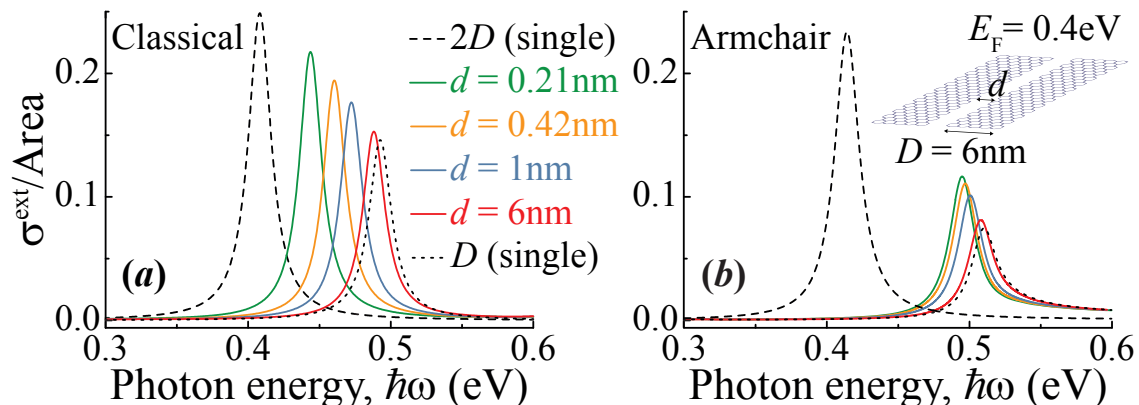 Classical
2D (single)
d = 0.21nm
d = 0.42nm
d = 1nm
d = 6nm
D (single)
(a)
σext/Area
0.2
0.1
0.0
0.3 0.4 0.5 0.6
Photon energy, ħω (eV)
Armchair
EF = 0.4eV
d
D = 6nm
(b)
0.2
0.1
0.0
0.3 0.4 0.5 0.6
Photon energy, ħω (eV)